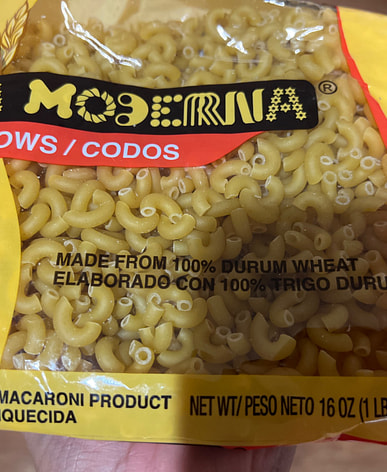 MODERNA®
OWS / CODOS
MADE FROM 100% DURUM WHEAT
ELABORADO CON 100% TRIGO DURU
MACARONI PRODUCT
IQUECIDA
NET WT/ PESO NETO 16 OZ (1 LB